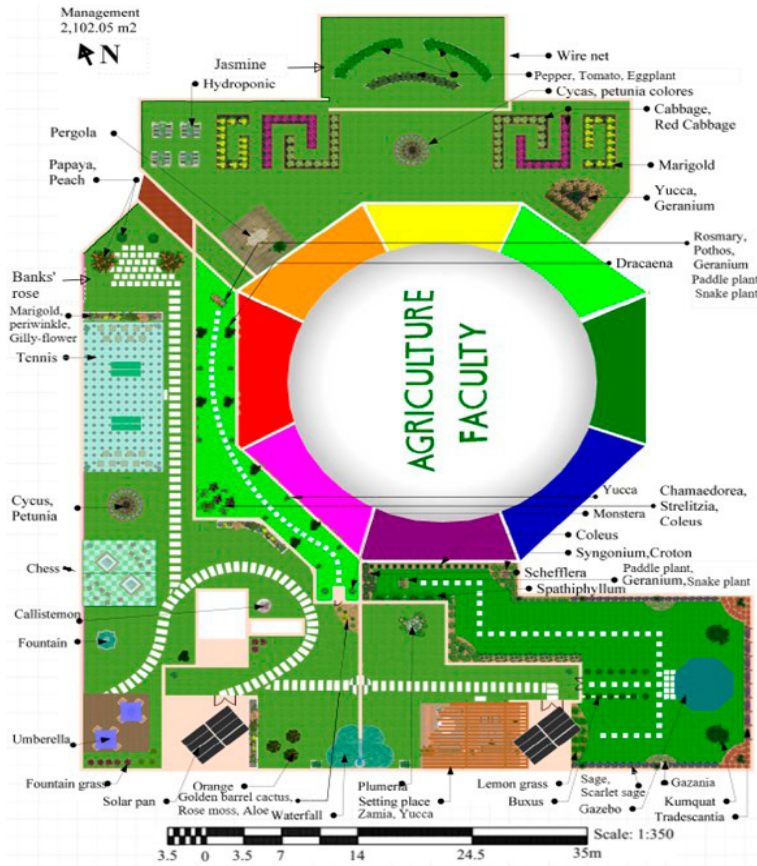 Management
2,102.05 m2
N
Jasmine
Hydroponic
Wire net
Pepper, Tomato, Eggplant
Cycas, petunia colores
Pergola
Cabbage,
Red Cabbage
Papaya,
Peach
Marigold
Yucca,
Geranium
Rosmary,
Pothos,
Geranium
Paddle plant,
Snake plant
Dracaena
Banks'
rose
Marigold,
periwinkle,
Gilly-flower
Tennis
AGRICULTURE
FACULTY
Cycus,
Petunia
Yucca
Monstera
Chamaedorea,
Strelitzia,
Coleus
Coleus
Syngonium,Croton
Chess
Schefflera
Paddle plant,
Geranium,Snake plant
Spathiphyllum
Callistemon
Fountain
Umberella
Fountain grass
Solar pan
Orange
Golden barrel cactus,
Rose moss, Aloe
Waterfall
Plumeria
Setting place
Zamia, Yucca
Lemon grass
Buxus
Sage,
Scarlet sage
Gazebo
Gazania
Kumquat
Tradescantia
Scale: 1:350
3.5 0 3.5 7 14 24.5 35m